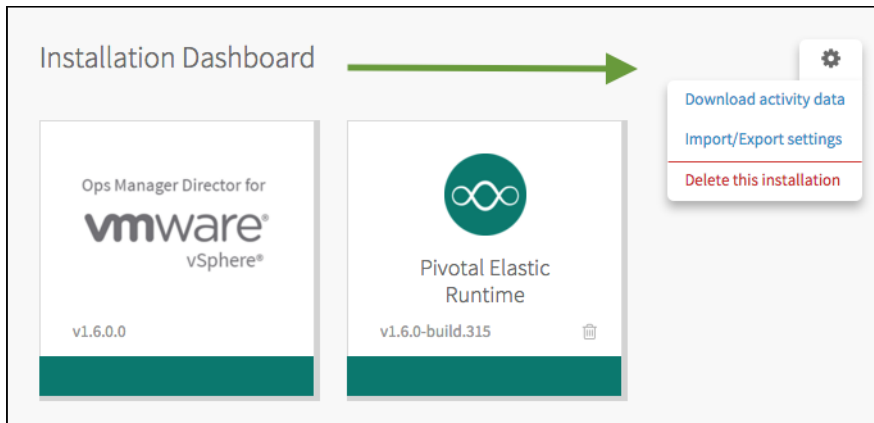 Installation Dashboard
Download activity data
Import/Export settings
Delete this installation
Ops Manager Director for
vmware®
vSphere®
v1.6.0.0
Pivotal Elastic
Runtime
v1.6.0-build.315